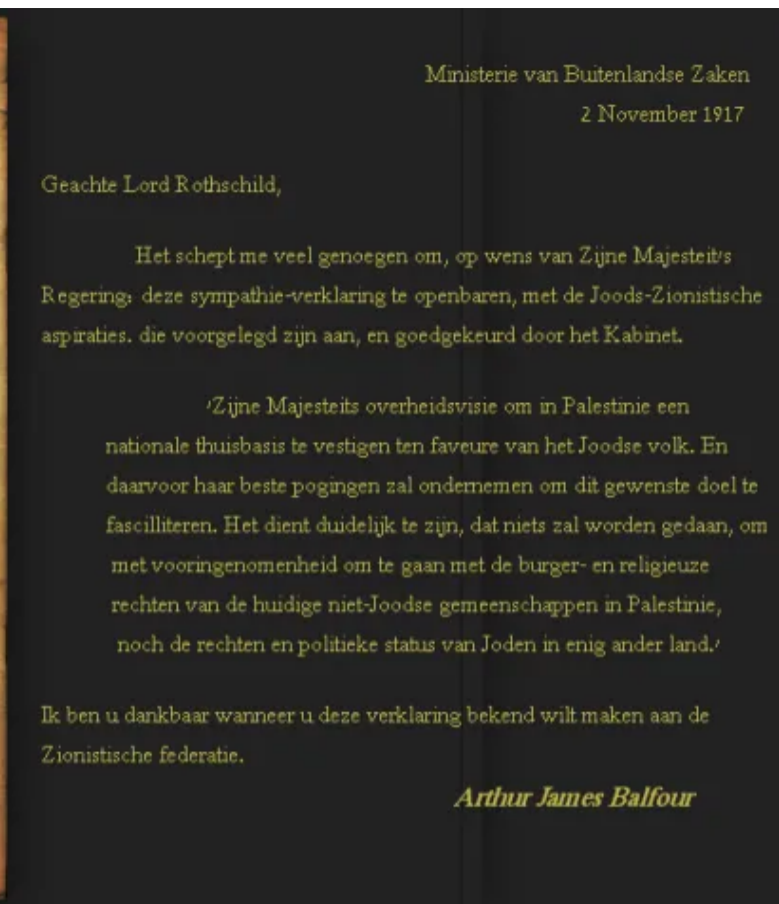 Ministerie van Buitenlandse Zaken
2 November 1917
Geachte Lord Rothschild,
Het schept me veel genoegen om, op wens van Zijne Majesteit's
Regering: deze sympathie-verklaring te openbaren, met de Joods-Zionistische
aspiraties. die voorgelegd zijn aan, en goedgekeurd door het Kabinet.
'Zijne Majesteits overheidsvisie om in Palestinie een
nationale thuisbasis te vestigen ten faveure van het Joodse volk. En
daarvoor haar beste pogingen zal ondernemen om dit gewenste doel te
fascilliteren. Het dient duidelijk te zijn, dat niets zal worden gedaan, om
met vooringenomenheid om te gaan met de burger- en religieuze
rechten van de huidige niet-Joodse gemeenschappen in Palestinie,
noch de rechten en politieke status van Joden in enig ander land.'
Ik ben u dankbaar wanneer u deze verklaring bekend wilt maken aan de
Zionistische federatie.
Arthur James Balfour